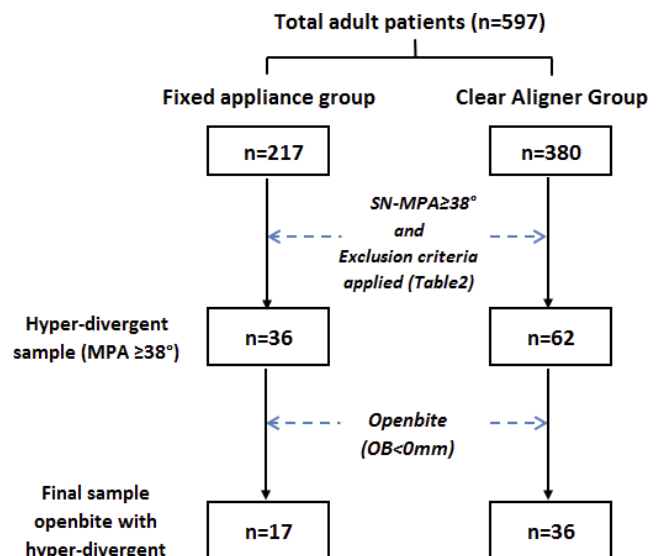 Total adult patients (n=597)
Fixed appliance group
Clear Aligner Group
n=217
n=380
SN-MPA≥38°
and
Exclusion criteria
applied (Table2)
Hyper-divergent
sample (MPA ≥38°)
n=36
n=62
Openbite
(OB<0mm)
Final sample
openbite with
hyper-divergent
n=17
n=36